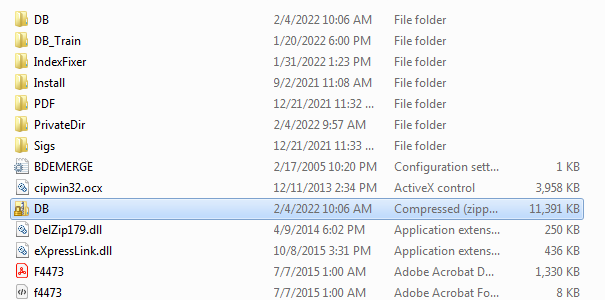 DB 2/4/2022 10:06 AM File folder
DB_Train 1/20/2022 6:00 PM File folder
IndexFixer 1/31/2022 1:23 PM File folder
Install 9/2/2021 11:08 AM File folder
PDF 12/21/2021 11:32 ... File folder
PrivateDir 2/4/2022 9:57 AM File folder
Sigs 12/21/2021 11:33 ... File folder
BDEMERGE 2/17/2005 10:20 PM Configuration sett... 1 KB
cipwin32.ocx 12/11/2013 2:34 PM ActiveX control 3,958 KB
DB 2/4/2022 10:06 AM Compressed (zipp... 11,391 KB
DelZip179.dll 4/9/2014 6:02 PM Application extens... 250 KB
eXpressLink.dll 10/8/2015 3:31 PM Application extens... 436 KB
F4473 7/7/2015 1:00 AM Adobe Acrobat D... 1,330 KB
f4473 7/7/2015 1:00 AM Adobe Acrobat Fo... 8 KB